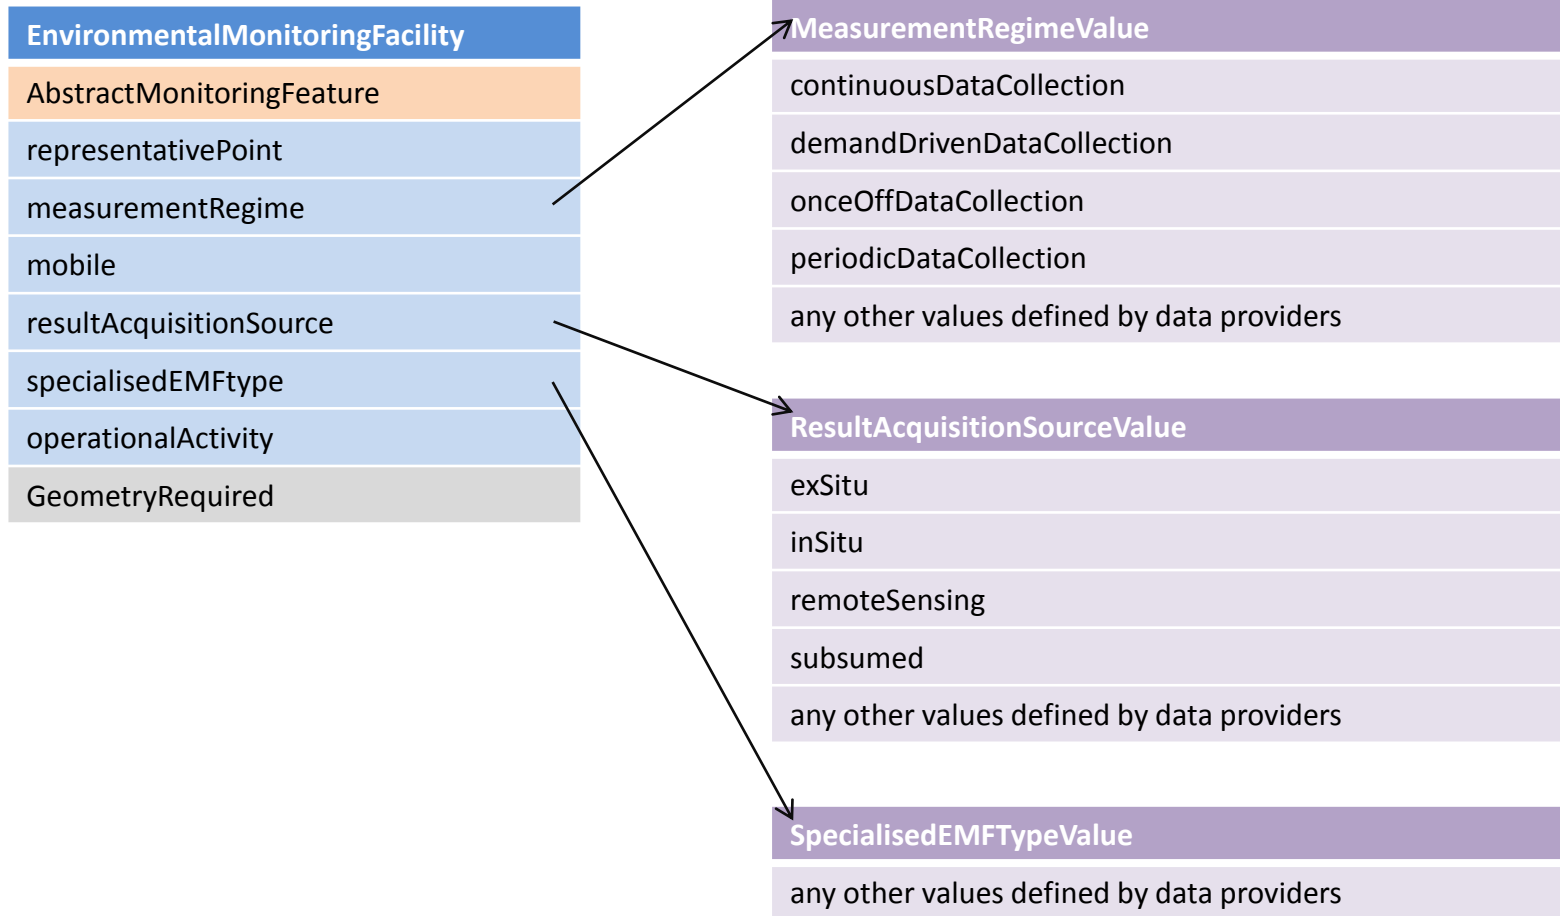 EnvironmentalMonitoringFacility
AbstractMonitoringFeature
representativePoint
measurementRegime
mobile
resultAcquisitionSource
specialisedEMFtype
operationalActivity
GeometryRequired
MeasurementRegimeValue
continuousDataCollection
demandDrivenDataCollection
onceOffDataCollection
periodicDataCollection
any other values defined by data providers
ResultAcquisitionSourceValue
exSitu
inSitu
remoteSensing
subsumed
any other values defined by data providers
SpecialisedEMFTypeValue
any other values defined by data providers